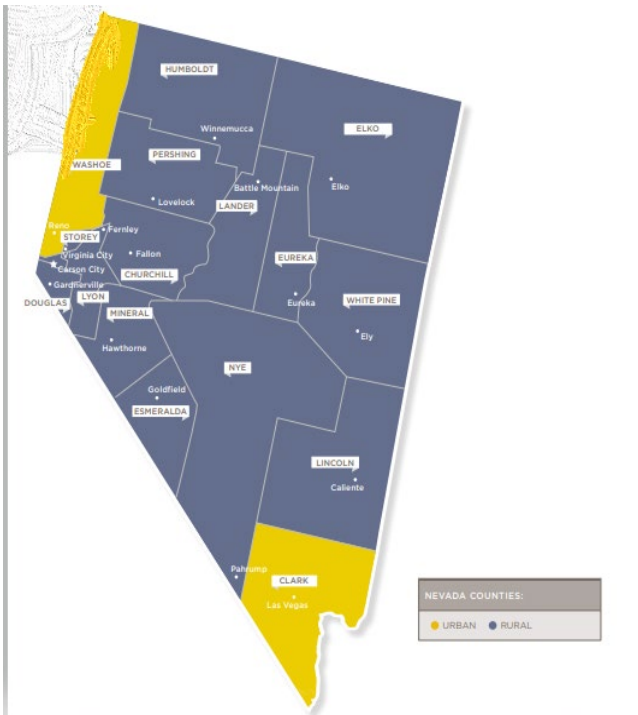 HUMBOLDT
ELKO
Winnemucca
PERSHING
WASHOE
Battle Mountain
Elko
Lovelock
LANDER
Reno
Fernley
STOREY
Virginia City
Fallon
EUREKA
Carson City
CHURCHILL
Gardnerville
LYON
DOUGLAS
Eureka
WHITE PINE
MINERAL
Ely
Hawthorne
NYE
Goldfield
ESMERALDA
LINCOLN
Caliente
Pahrump
CLARK
Las Vegas
NEVADA COUNTIES:
URBAN RURAL